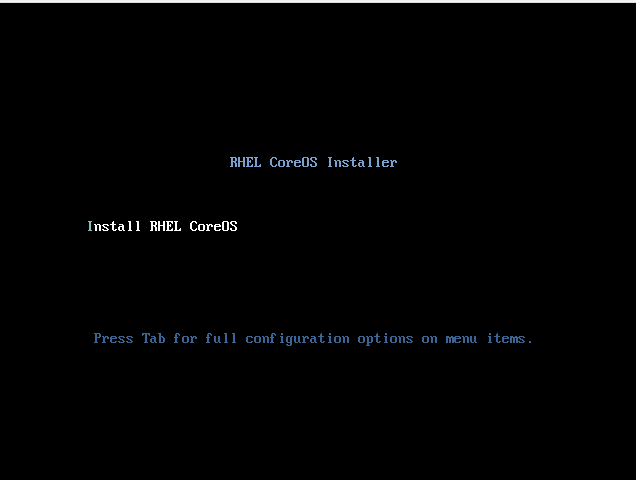 RHEL CoreOS Installer
Install RHEL CoreOS
Press Tab for full configuration options on menu items.